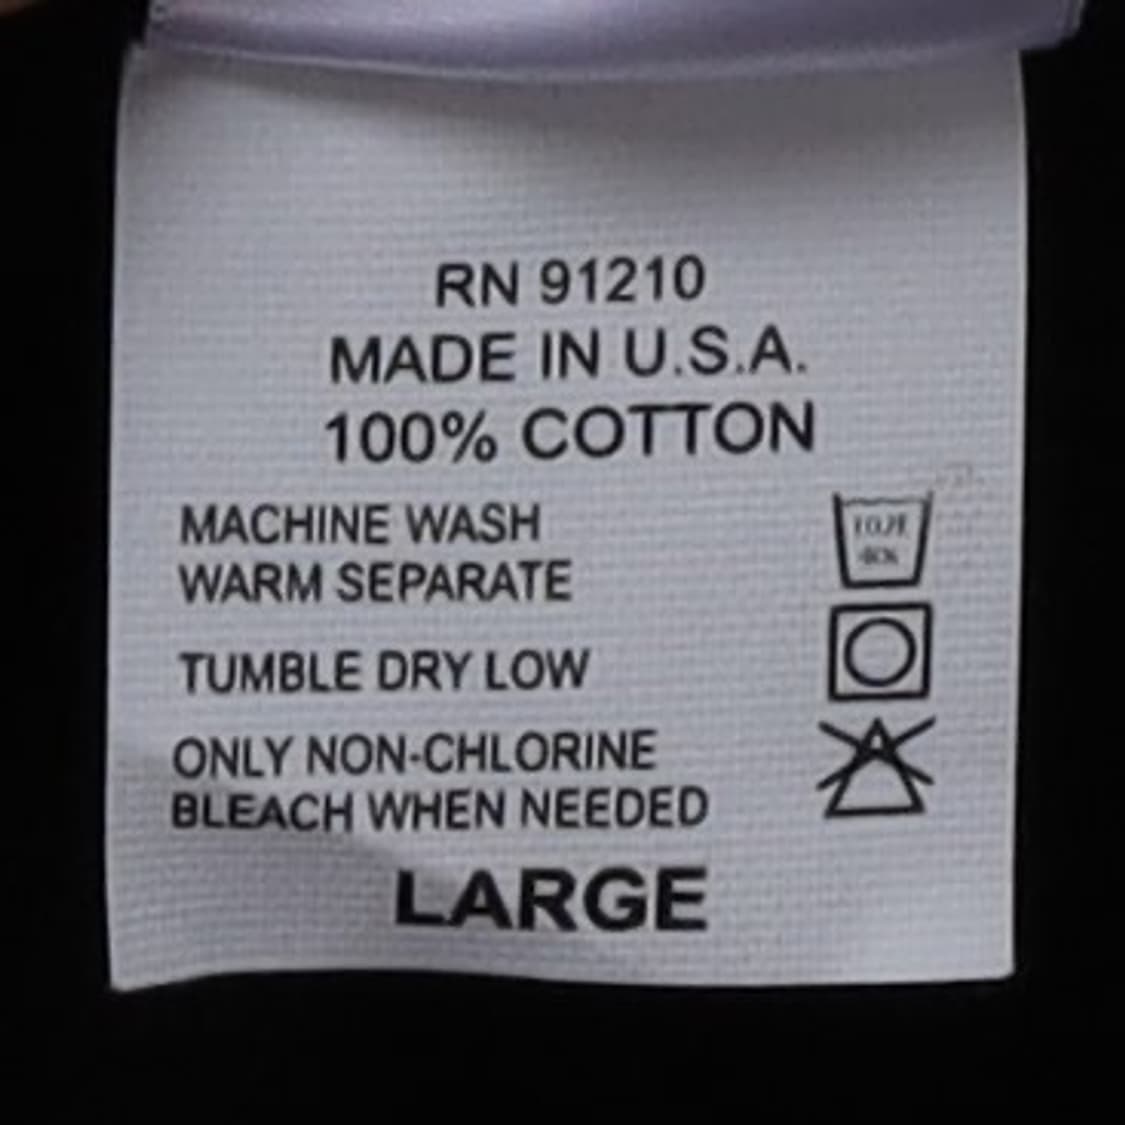 RN 91210
MADE IN U.S.A.
100% COTTON
MACHINE WASH
WARM SEPARATE
TUMBLE DRY LOW
ONLY NON-CHLORINE
BLEACH WHEN NEEDED
LARGE